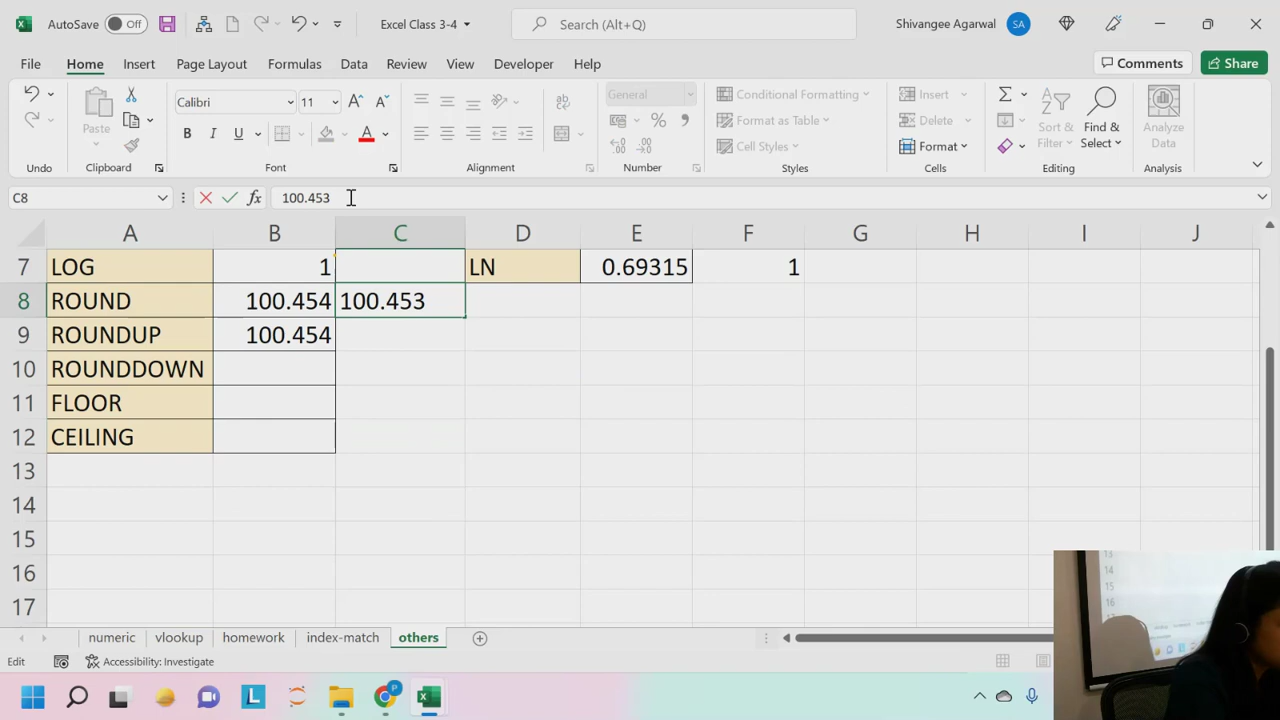 AutoSave Off Excel Class 3-4 Search (Alt+Q) Shivangee Agarwal SA
File Home Insert Page Layout Formulas Data Review View Developer Help Comments Share
Calibri 11 General Conditional Formatting Insert
Paste B I U A % Format as Table Delete Sort & Filter Find & Select Analyze Data
Cell Styles Format
Undo Clipboard Font Alignment Number Styles Cells Editing Analysis
C8 fx 100.453
A B C D E F G H I J
7 LOG 1 LN 0.69315 1
8 ROUND 100.454 100.453
9 ROUNDUP 100.454
10 ROUNDDOWN
11 FLOOR
12 CEILING
13
14
15
16
17
numeric vlookup homework index-match others
Edit Accessibility: Investigate